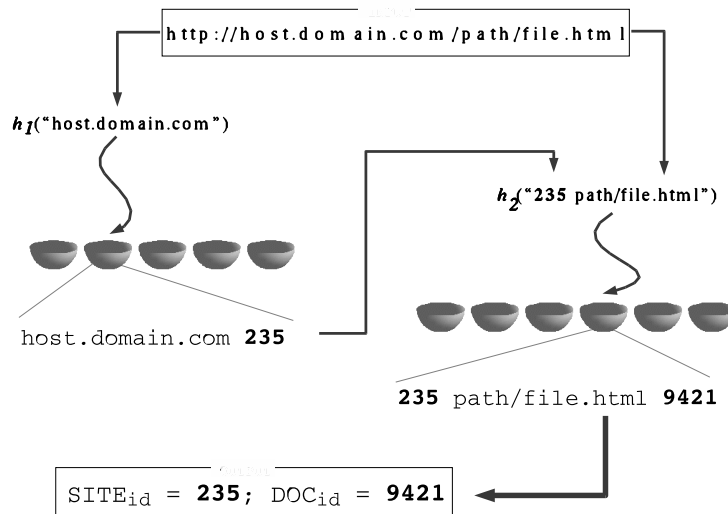 http://host.domain.com/path/file.html
h1("host.domain.com")
h2("235 path/file.html")
host.domain.com 235
235 path/file.html 9421
SITEid = 235; DOCid = 9421